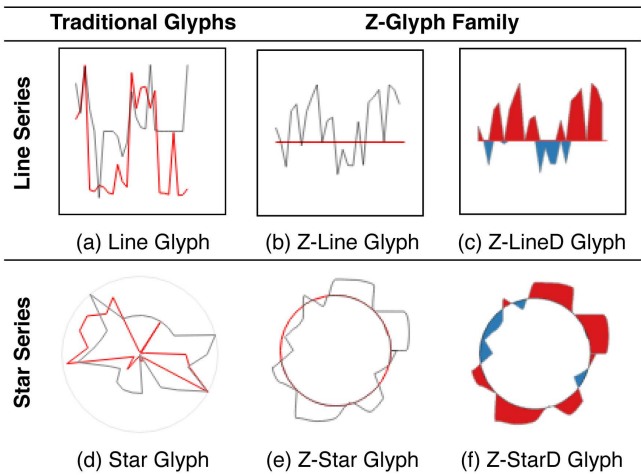 Traditional Glyphs Z-Glyph Family
Line Series
(a) Line Glyph (b) Z-Line Glyph (c) Z-LineD Glyph
Star Series
(d) Star Glyph (e) Z-Star Glyph (f) Z-StarD Glyph